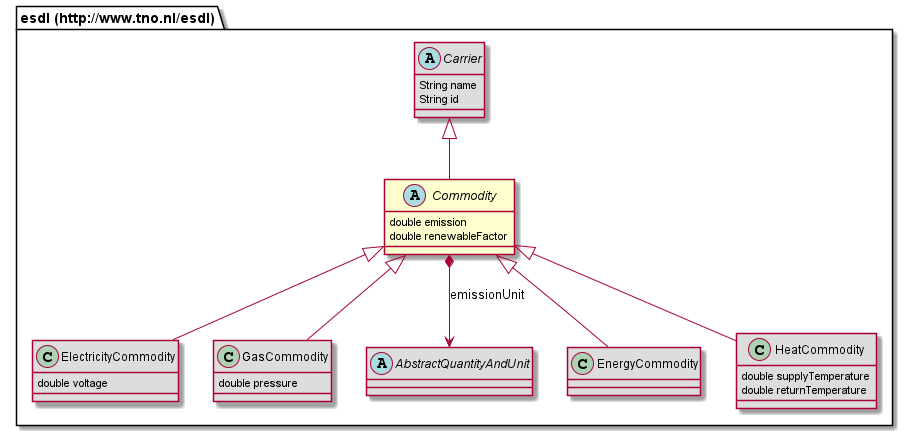 esdl (http://www.tno.nl/esdl)
A Carrier
String name
String id
A Commodity
double emission
double renewableFactor
emissionUnit
C ElectricityCommodity
double voltage
C GasCommodity
double pressure
A AbstractQuantityAndUnit
C EnergyCommodity
C HeatCommodity
double supplyTemperature
double returnTemperature